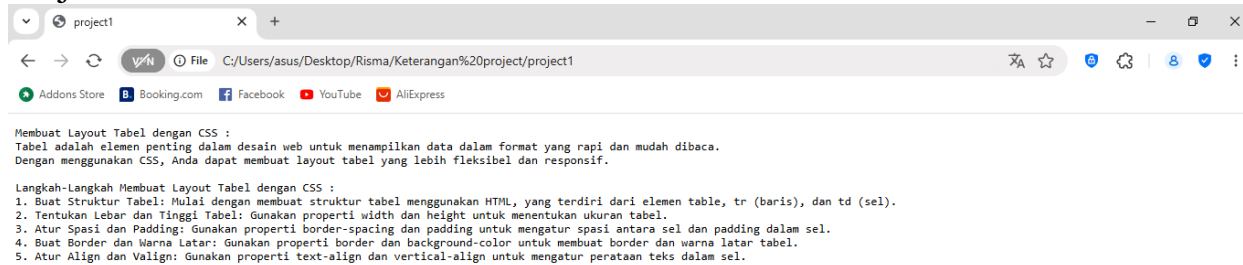 project1
V/N File C:/Users/asus/Desktop/Risma/Keterangan%20project/project1
Addons Store Booking.com Facebook YouTube AliExpress
Membuat Layout Tabel dengan CSS :
Tabel adalah elemen penting dalam desain web untuk menampilkan data dalam format yang rapi dan mudah dibaca.
Dengan menggunakan CSS, Anda dapat membuat layout tabel yang lebih fleksibel dan responsif.
Langkah-Langkah Membuat Layout Tabel dengan CSS :
1. Buat Struktur Tabel: Mulai dengan membuat struktur tabel menggunakan HTML, yang terdiri dari elemen table, tr (baris), dan td (sel).
2. Tentukan Lebar dan Tinggi Tabel: Gunakan properti width dan height untuk menentukan ukuran tabel.
3. Atur Spasi dan Padding: Gunakan properti border-spacing dan padding untuk mengatur spasi antara sel dan padding dalam sel.
4. Buat Border dan Warna Latar: Gunakan properti border dan background-color untuk membuat border dan warna latar tabel.
5. Atur Align dan Valign: Gunakan properti text-align dan vertical-align untuk mengatur perataan teks dalam sel.